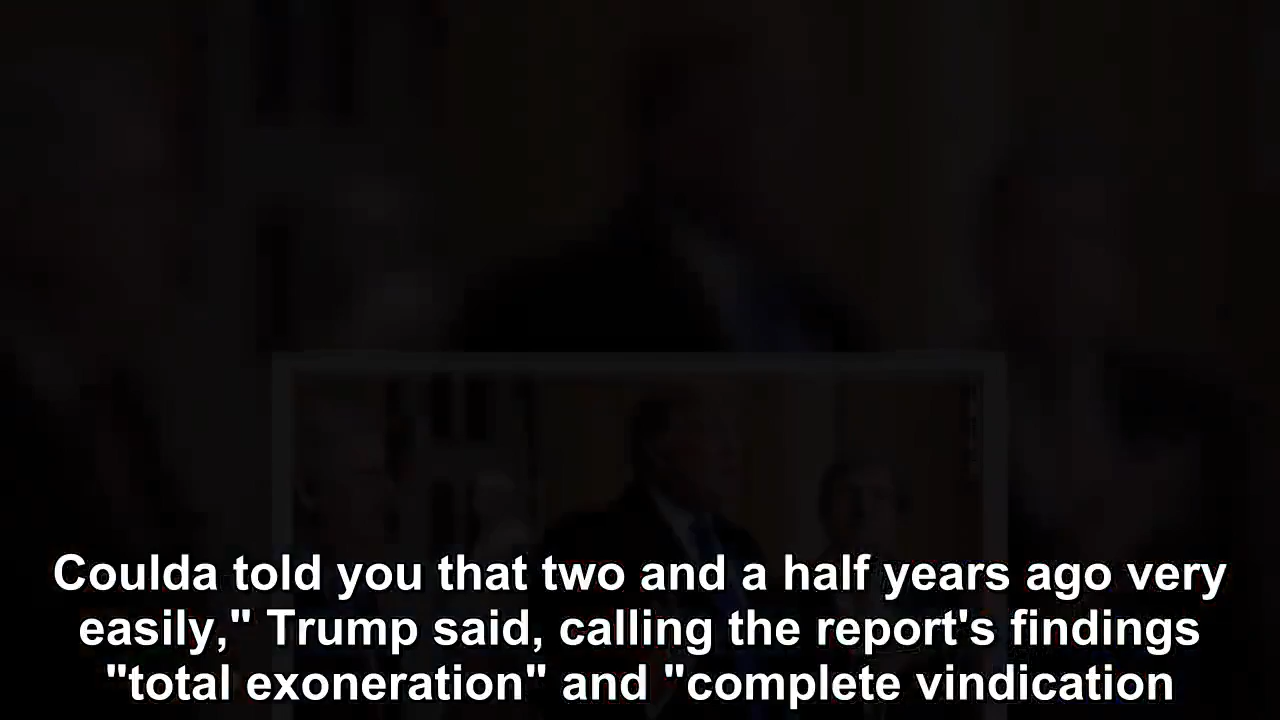 Coulda told you that two and a half years ago very
easily," Trump said, calling the report's findings
"total exoneration" and "complete vindication